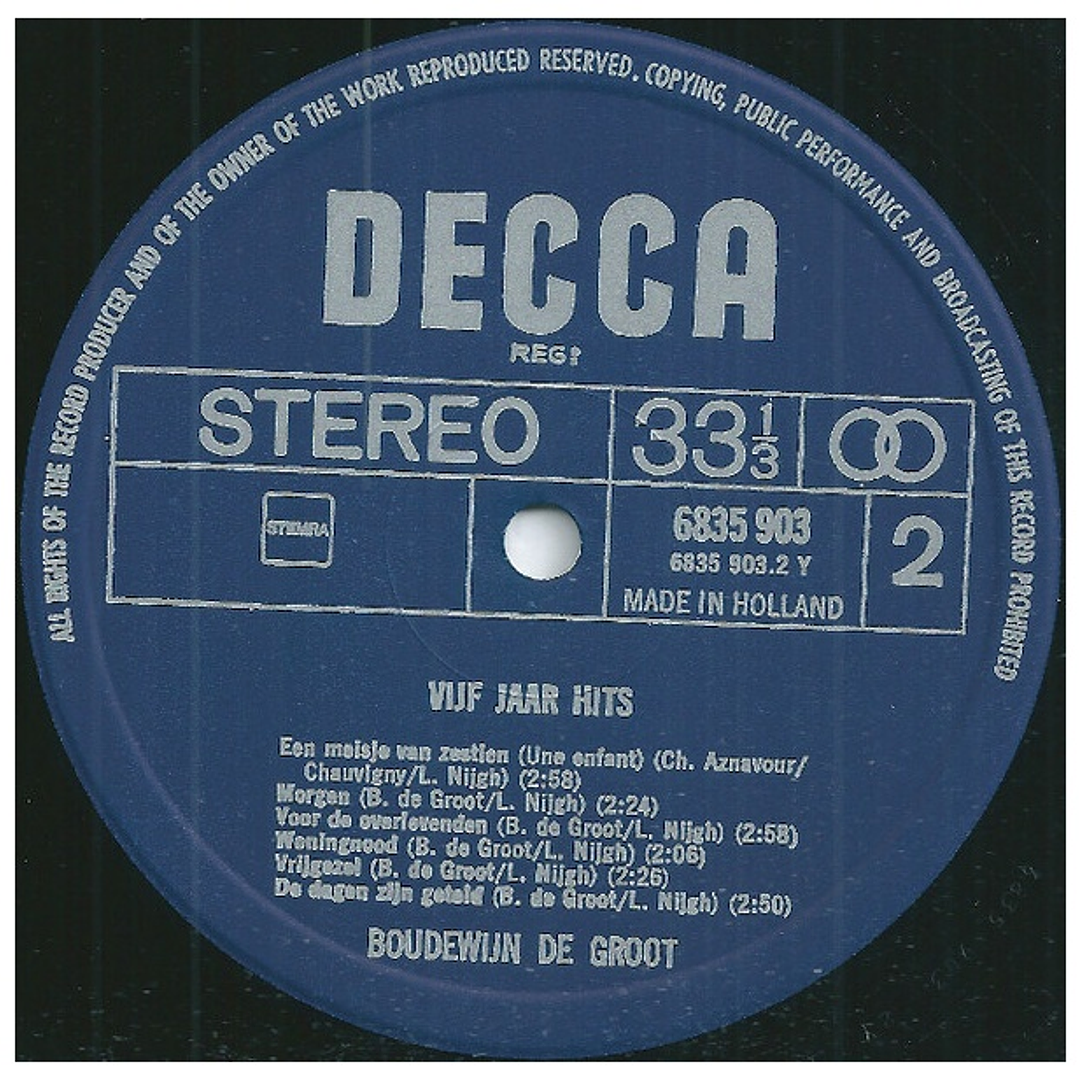 ALL RIGHTS OF THE RECORD PRODUCER AND OF THE OWNER OF THE WORK REPRODUCED RESERVED. COPYING, PUBLIC PERFORMANCE AND BROADCASTING OF THIS RECORD PROHIBITED
DECCA
REGD
STEREO
33 1/3
STEMRA
6835 903
6835 903.2 Y
MADE IN HOLLAND
2
VIJF JAAR HITS
Een meisje van zestien (Une enfant) (Ch. Aznavour/
Chauvigny/L. Nijgh) (2:58)
Morgen (B. de Groot/L. Nijgh) (2:24)
Voor de overlevenden (B. de Groot/L. Nijgh) (2:58)
Woningnood (B. de Groot/L. Nijgh) (2:06)
Vrijgezel (B. de Groot/L. Nijgh) (2:26)
De dagen zijn geteld (B. de Groot/L. Nijgh) (2:50)
BOUDEWIJN DE GROOT